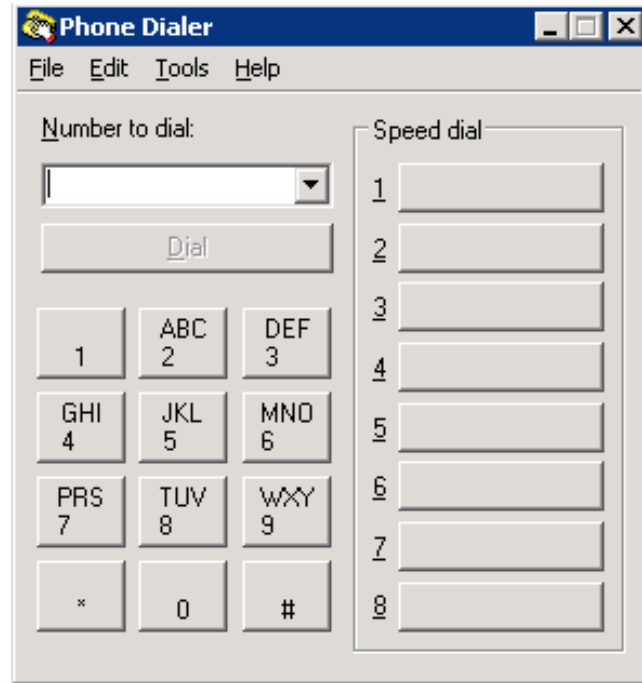 Phone Dialer
File Edit Tools Help
Number to dial:
Dial
1
ABC
2
DEF
3
GHI
4
JKL
5
MNO
6
PRS
7
TUV
8
WXY
9
*
0
#
Speed dial
1
2
3
4
5
6
7
8